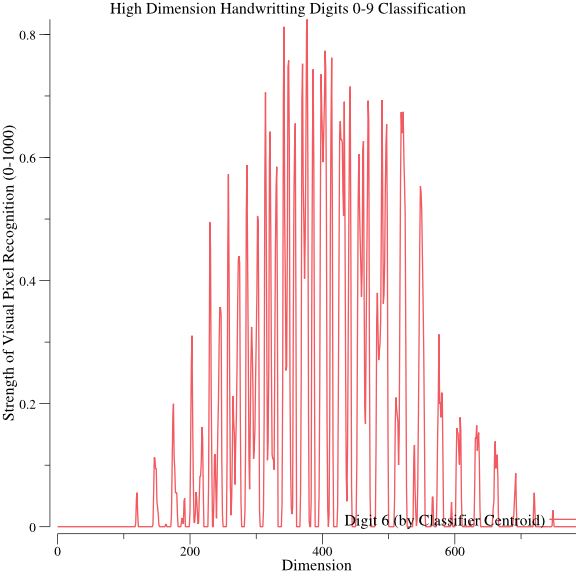 High Dimension Handwritting Digits 0-9 Classification
Strength of Visual Pixel Recognition (0-1000)
0.8
0.6
0.4
0.2
0
Digit 6 (by Classifier Centroid)
0 200 400 600
Dimension